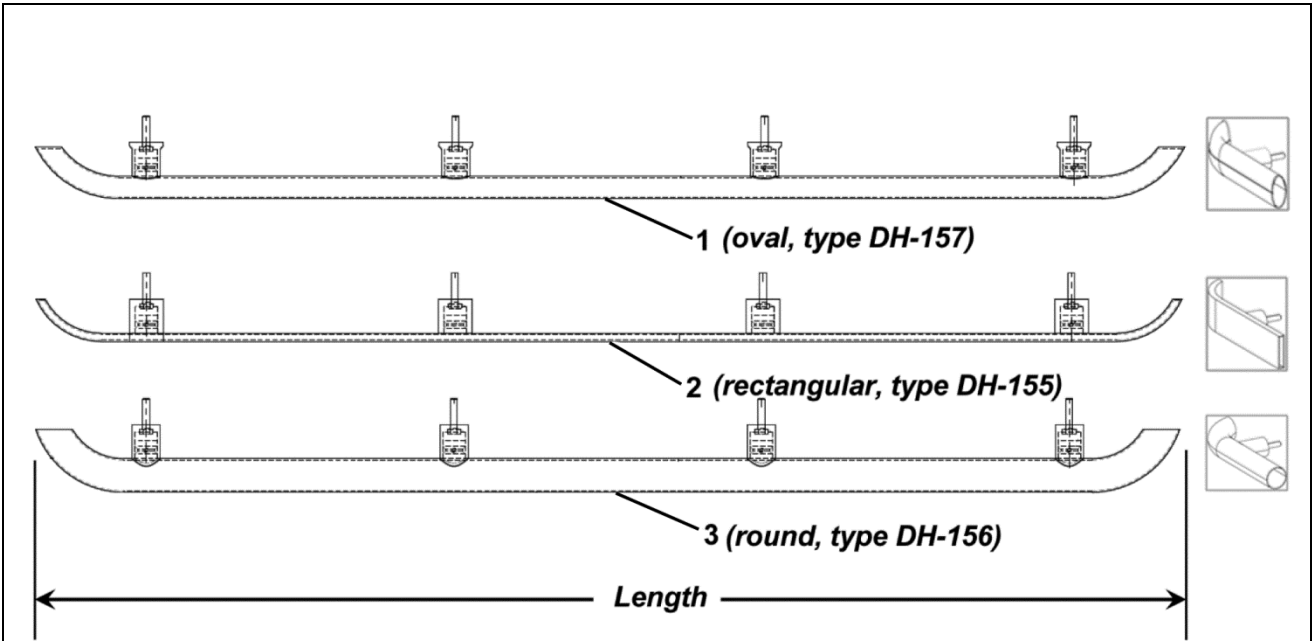 1 (oval, type DH-157)
2 (rectangular, type DH-155)
3 (round, type DH-156)
Length